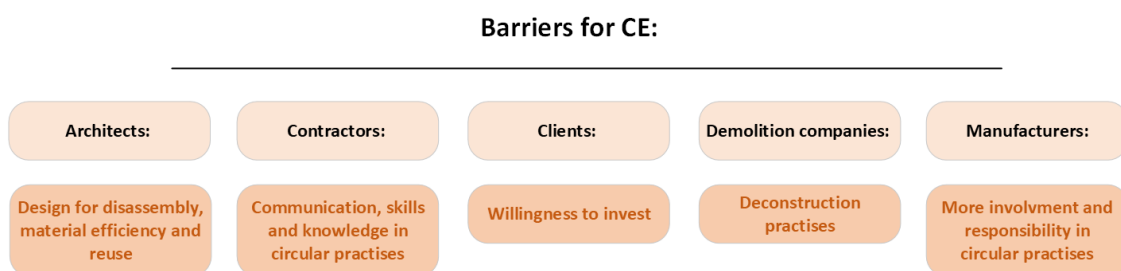 Barriers for CE:
Architects:
Contractors:
Clients:
Demolition companies:
Manufacturers:
Design for disassembly,
material efficiency and
reuse
Communication, skills
and knowledge in
circular practises
Willingness to invest
Deconstruction
practises
More involvment and
responsibility in
circular practises